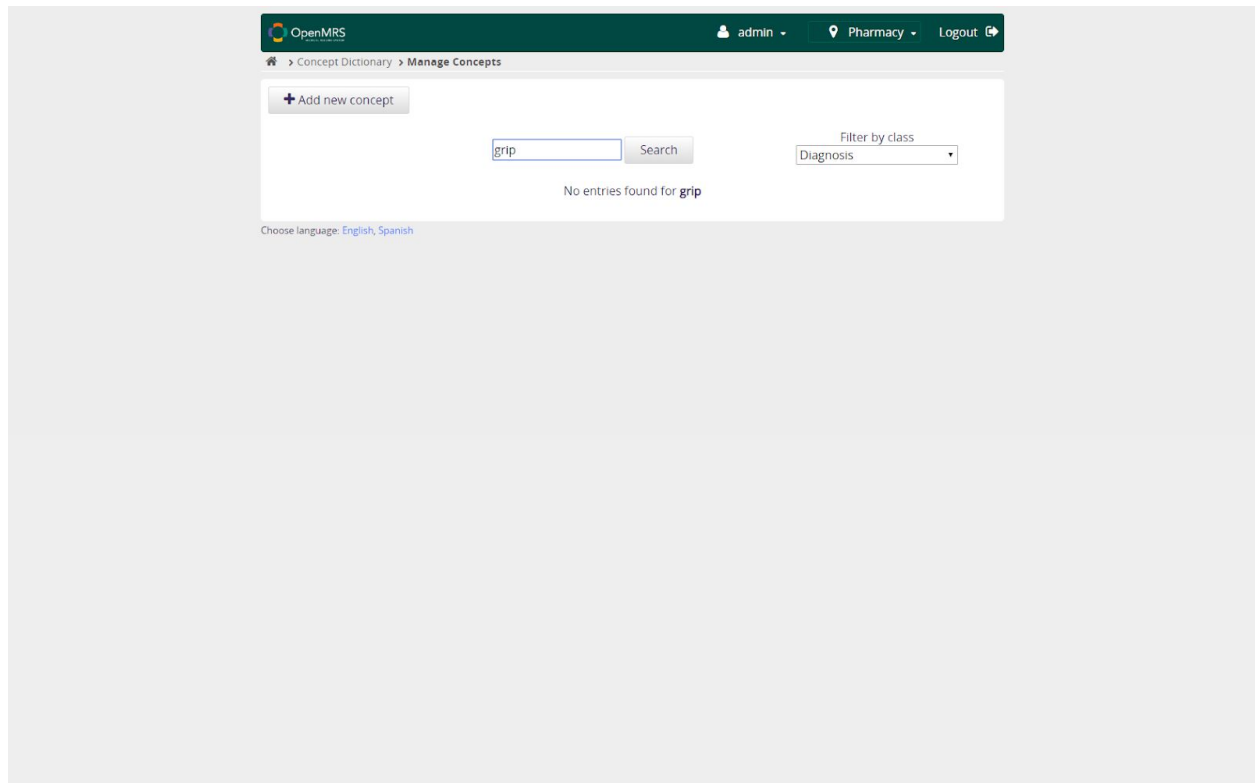 OpenMRS
admin
Pharmacy
Logout
Concept Dictionary
Manage Concepts
Add new concept
Filter by class
grip
Search
Diagnosis
No entries found for grip
Choose language: English, Spanish